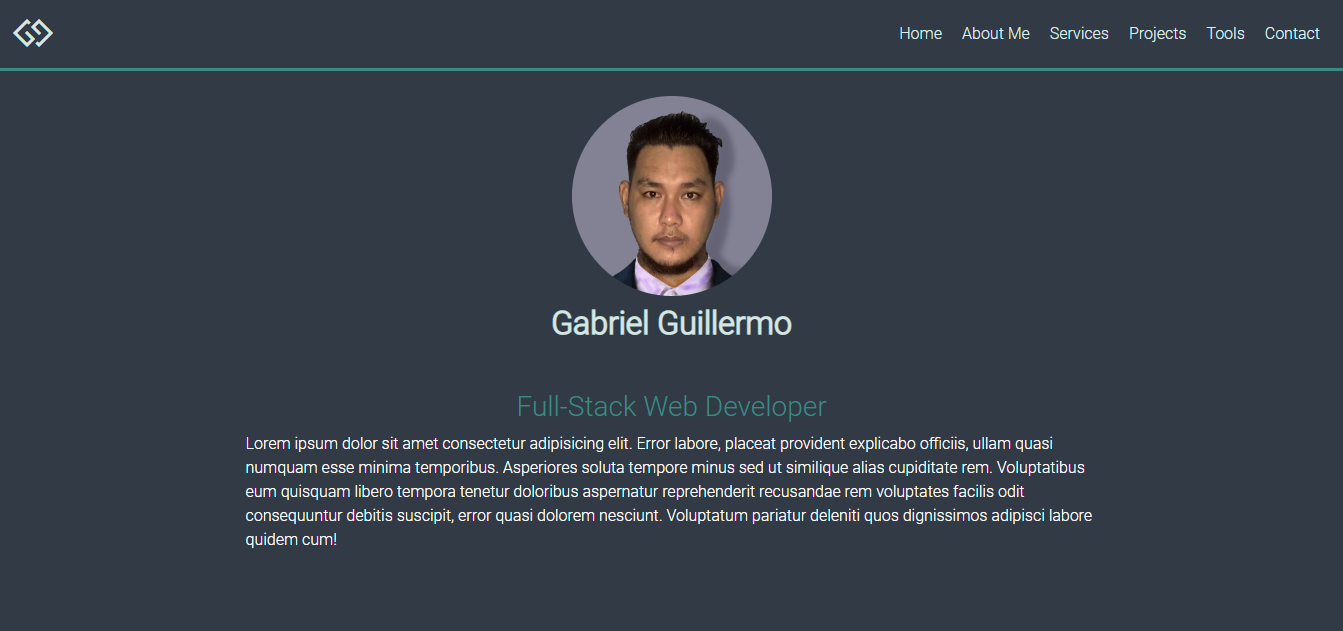 Home About Me Services Projects Tools Contact
Gabriel Guillermo
Full-Stack Web Developer
Lorem ipsum dolor sit amet consectetur adipisicing elit. Error labore, placeat provident explicabo officiis, ullam quasi
numquam esse minima temporibus. Asperiores soluta tempore minus sed ut similique alias cupiditate rem. Voluptatibus
eum quisquam libero tempora tenetur doloribus aspernatur reprehenderit recusandae rem voluptates facilis odit
consequuntur debitis suscipit, error quasi dolorem nesciunt. Voluptatum pariatur deleniti quos dignissimos adipisci labore
quidem cum!